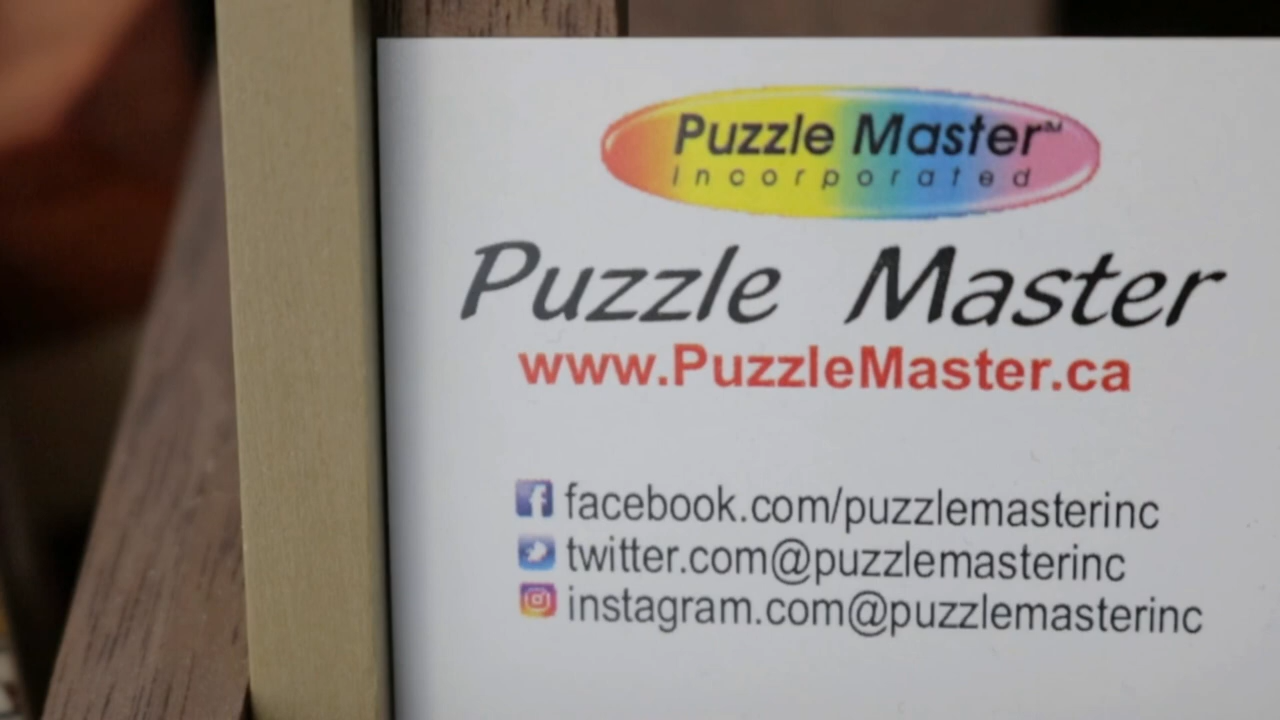 Puzzle Master™
Incorporated
Puzzle Master
www.PuzzleMaster.ca
facebook.com/puzzlemasterinc
twitter.com@puzzlemasterinc
instagram.com@puzzlemasterinc